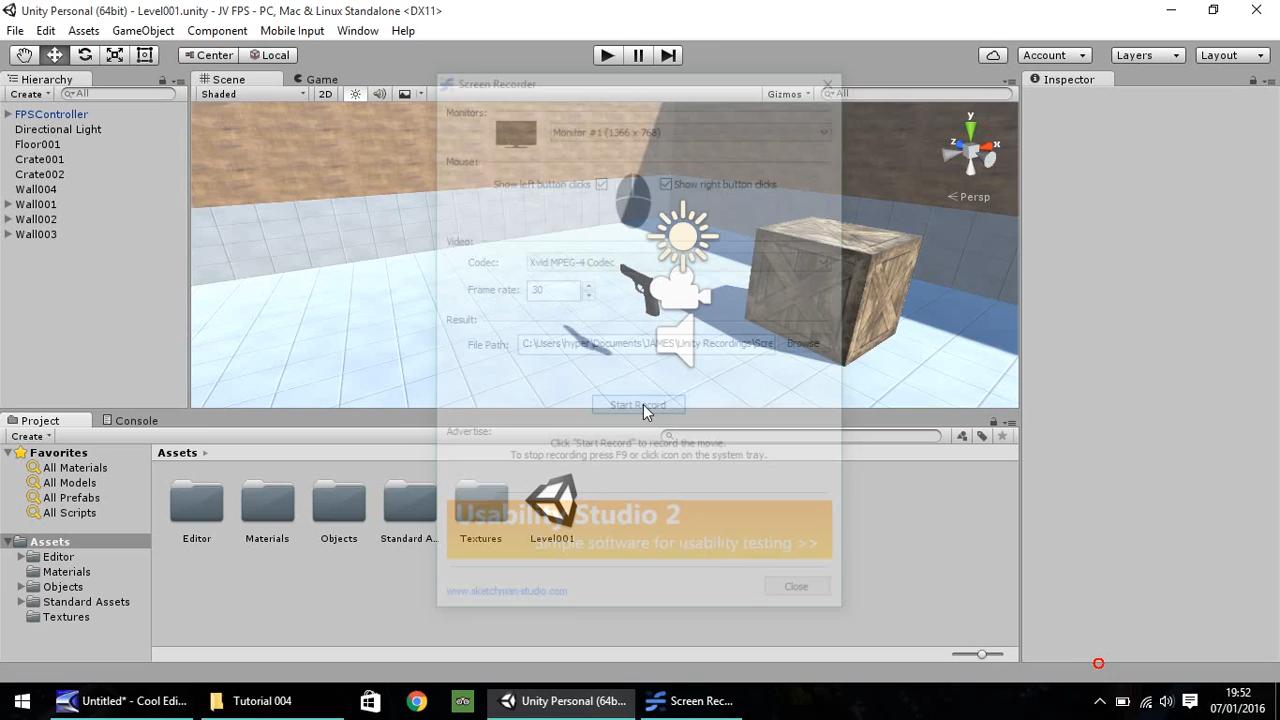 Unity Personal (64bit) - Level001.unity - JV FPS - PC, Mac & Linux Standalone <DX11>
File Edit Assets GameObject Component Mobile Input Window Help
Center Local Account Layers Layout
Hierarchy
Scene Game
Inspector
Create All
Shaded 2D Gizmos All
FPSController
Directional Light
Floor001
Crate001
Crate002
Wall004
Wall001
Wall002
Wall003
y
z x
Persp
Screen Recorder
Monitors:
Monitor #1 (1366 x 768)
Mouse:
Show left button clicks Show right button clicks
Video:
Codec: Xvid MPEG-4 Codec
Frame rate: 30
Result:
File Path: C:\Users\hyper\Documents\JAMES\Unity Recordings\Scre Browse
Start Record
Advertise:
Click "Start Record" to record the movie.
To stop recording press F9 or click icon on the system tray.
Usability Studio 2
Simple software for usability testing >>
www.sketchman-studio.com
Close
Project Console
Create
Favorites
All Materials
All Models
All Prefabs
All Scripts
Assets
Editor
Materials
Objects
Standard Assets
Textures
Assets
Editor Materials Objects Standard A... Textures Level001
Untitled* - Cool Edi... Tutorial 004 Unity Personal (64b... Screen Rec...
19:52
07/01/2016